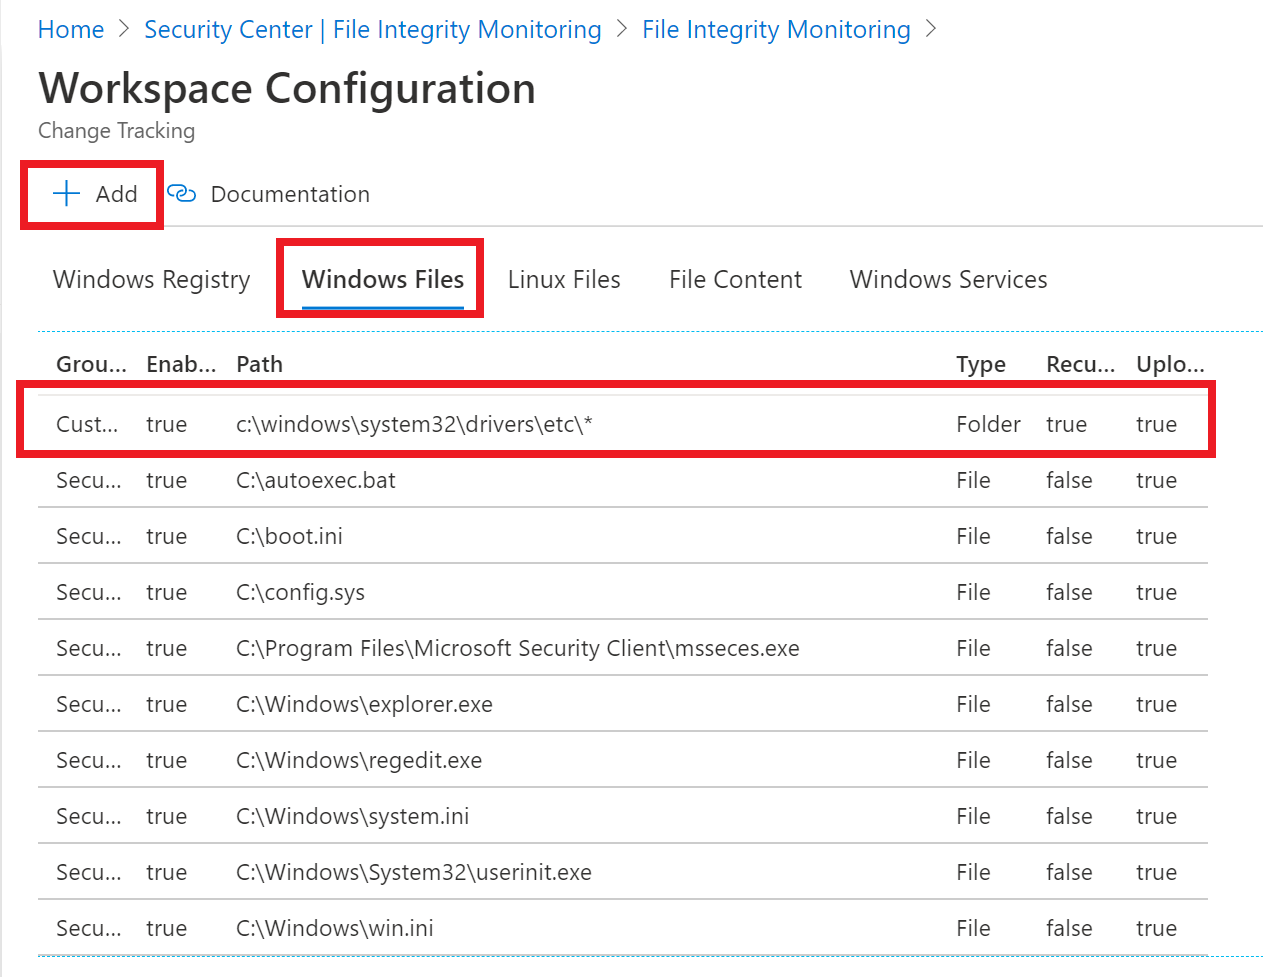 Home > Security Center | File Integrity Monitoring > File Integrity Monitoring >
Workspace Configuration
Change Tracking
+ Add Documentation
Windows Registry Windows Files Linux Files File Content Windows Services
Grou... Enab... Path Type Recu... Uplo...
Cust... true c:\windows\system32\drivers\etc\* Folder true true
Secu... true C:\autoexec.bat File false true
Secu... true C:\boot.ini File false true
Secu... true C:\config.sys File false true
Secu... true C:\Program Files\Microsoft Security Client\msseces.exe File false true
Secu... true C:\Windows\explorer.exe File false true
Secu... true C:\Windows\regedit.exe File false true
Secu... true C:\Windows\system.ini File false true
Secu... true C:\Windows\System32\userinit.exe File false true
Secu... true C:\Windows\win.ini File false true